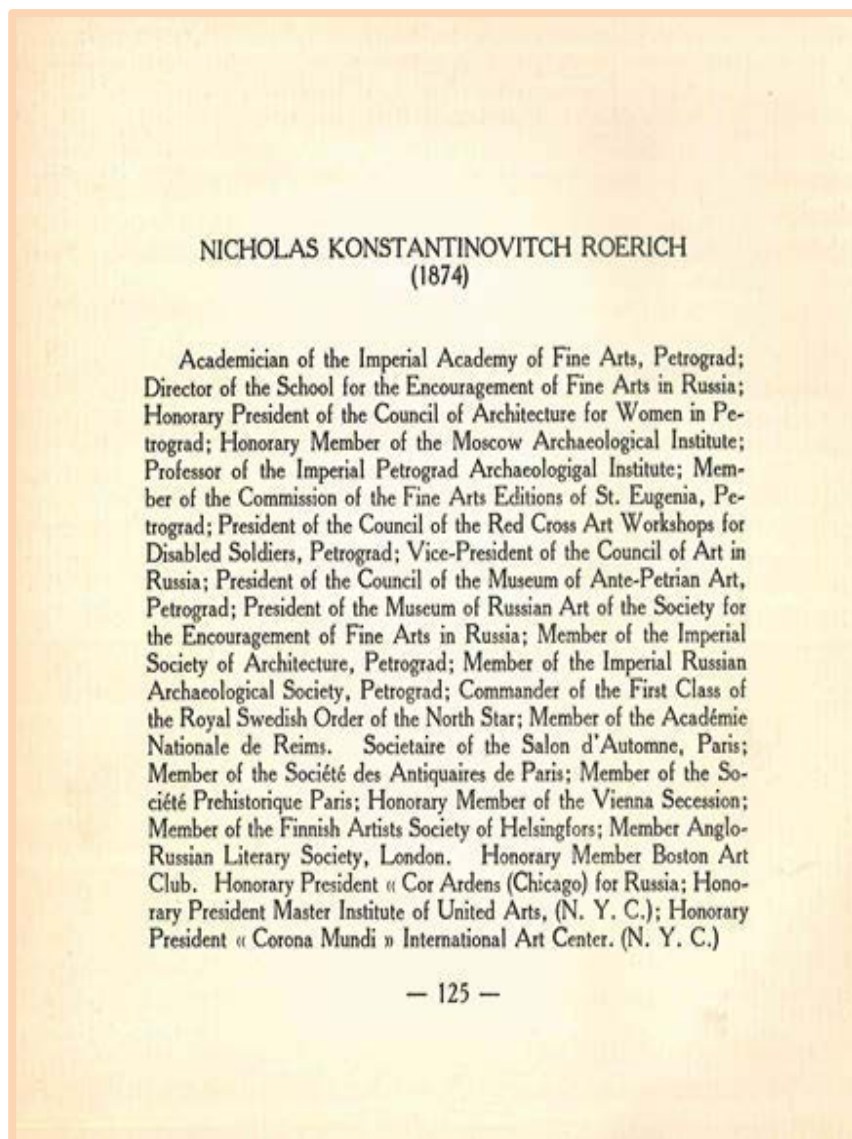 NICHOLAS KONSTANTINOVITCH ROERICH
(1874)
Academician of the Imperial Academy of Fine Arts, Petrograd;
Director of the School for the Encouragement of Fine Arts in Russia;
Honorary President of the Council of Architecture for Women in Pe-
trograd; Honorary Member of the Moscow Archaeological Institute;
Professor of the Imperial Petrograd Archaeologigal Institute; Mem-
ber of the Commission of the Fine Arts Editions of St. Eugenia, Pe-
trograd; President of the Council of the Red Cross Art Workshops for
Disabled Soldiers, Petrograd; Vice-President of the Council of Art in
Russia; President of the Council of the Museum of Ante-Petrian Art,
Petrograd; President of the Museum of Russian Art of the Society for
the Encouragement of Fine Arts in Russia; Member of the Imperial
Society of Architecture, Petrograd; Member of the Imperial Russian
Archaeological Society, Petrograd; Commander of the First Class of
the Royal Swedish Order of the North Star; Member of the Académie
Nationale de Reims. Societaire of the Salon d'Automne, Paris;
Member of the Société des Antiquaires de Paris; Member of the So-
ciété Prehistorique Paris; Honorary Member of the Vienna Secession;
Member of the Finnish Artists Society of Helsingfors; Member Anglo-
Russian Literary Society, London. Honorary Member Boston Art
Club. Honorary President « Cor Ardens (Chicago) for Russia; Hono-
rary President Master Institute of United Arts, (N. Y. C.); Honorary
President « Corona Mundi » International Art Center. (N. Y. C.)
— 125 —